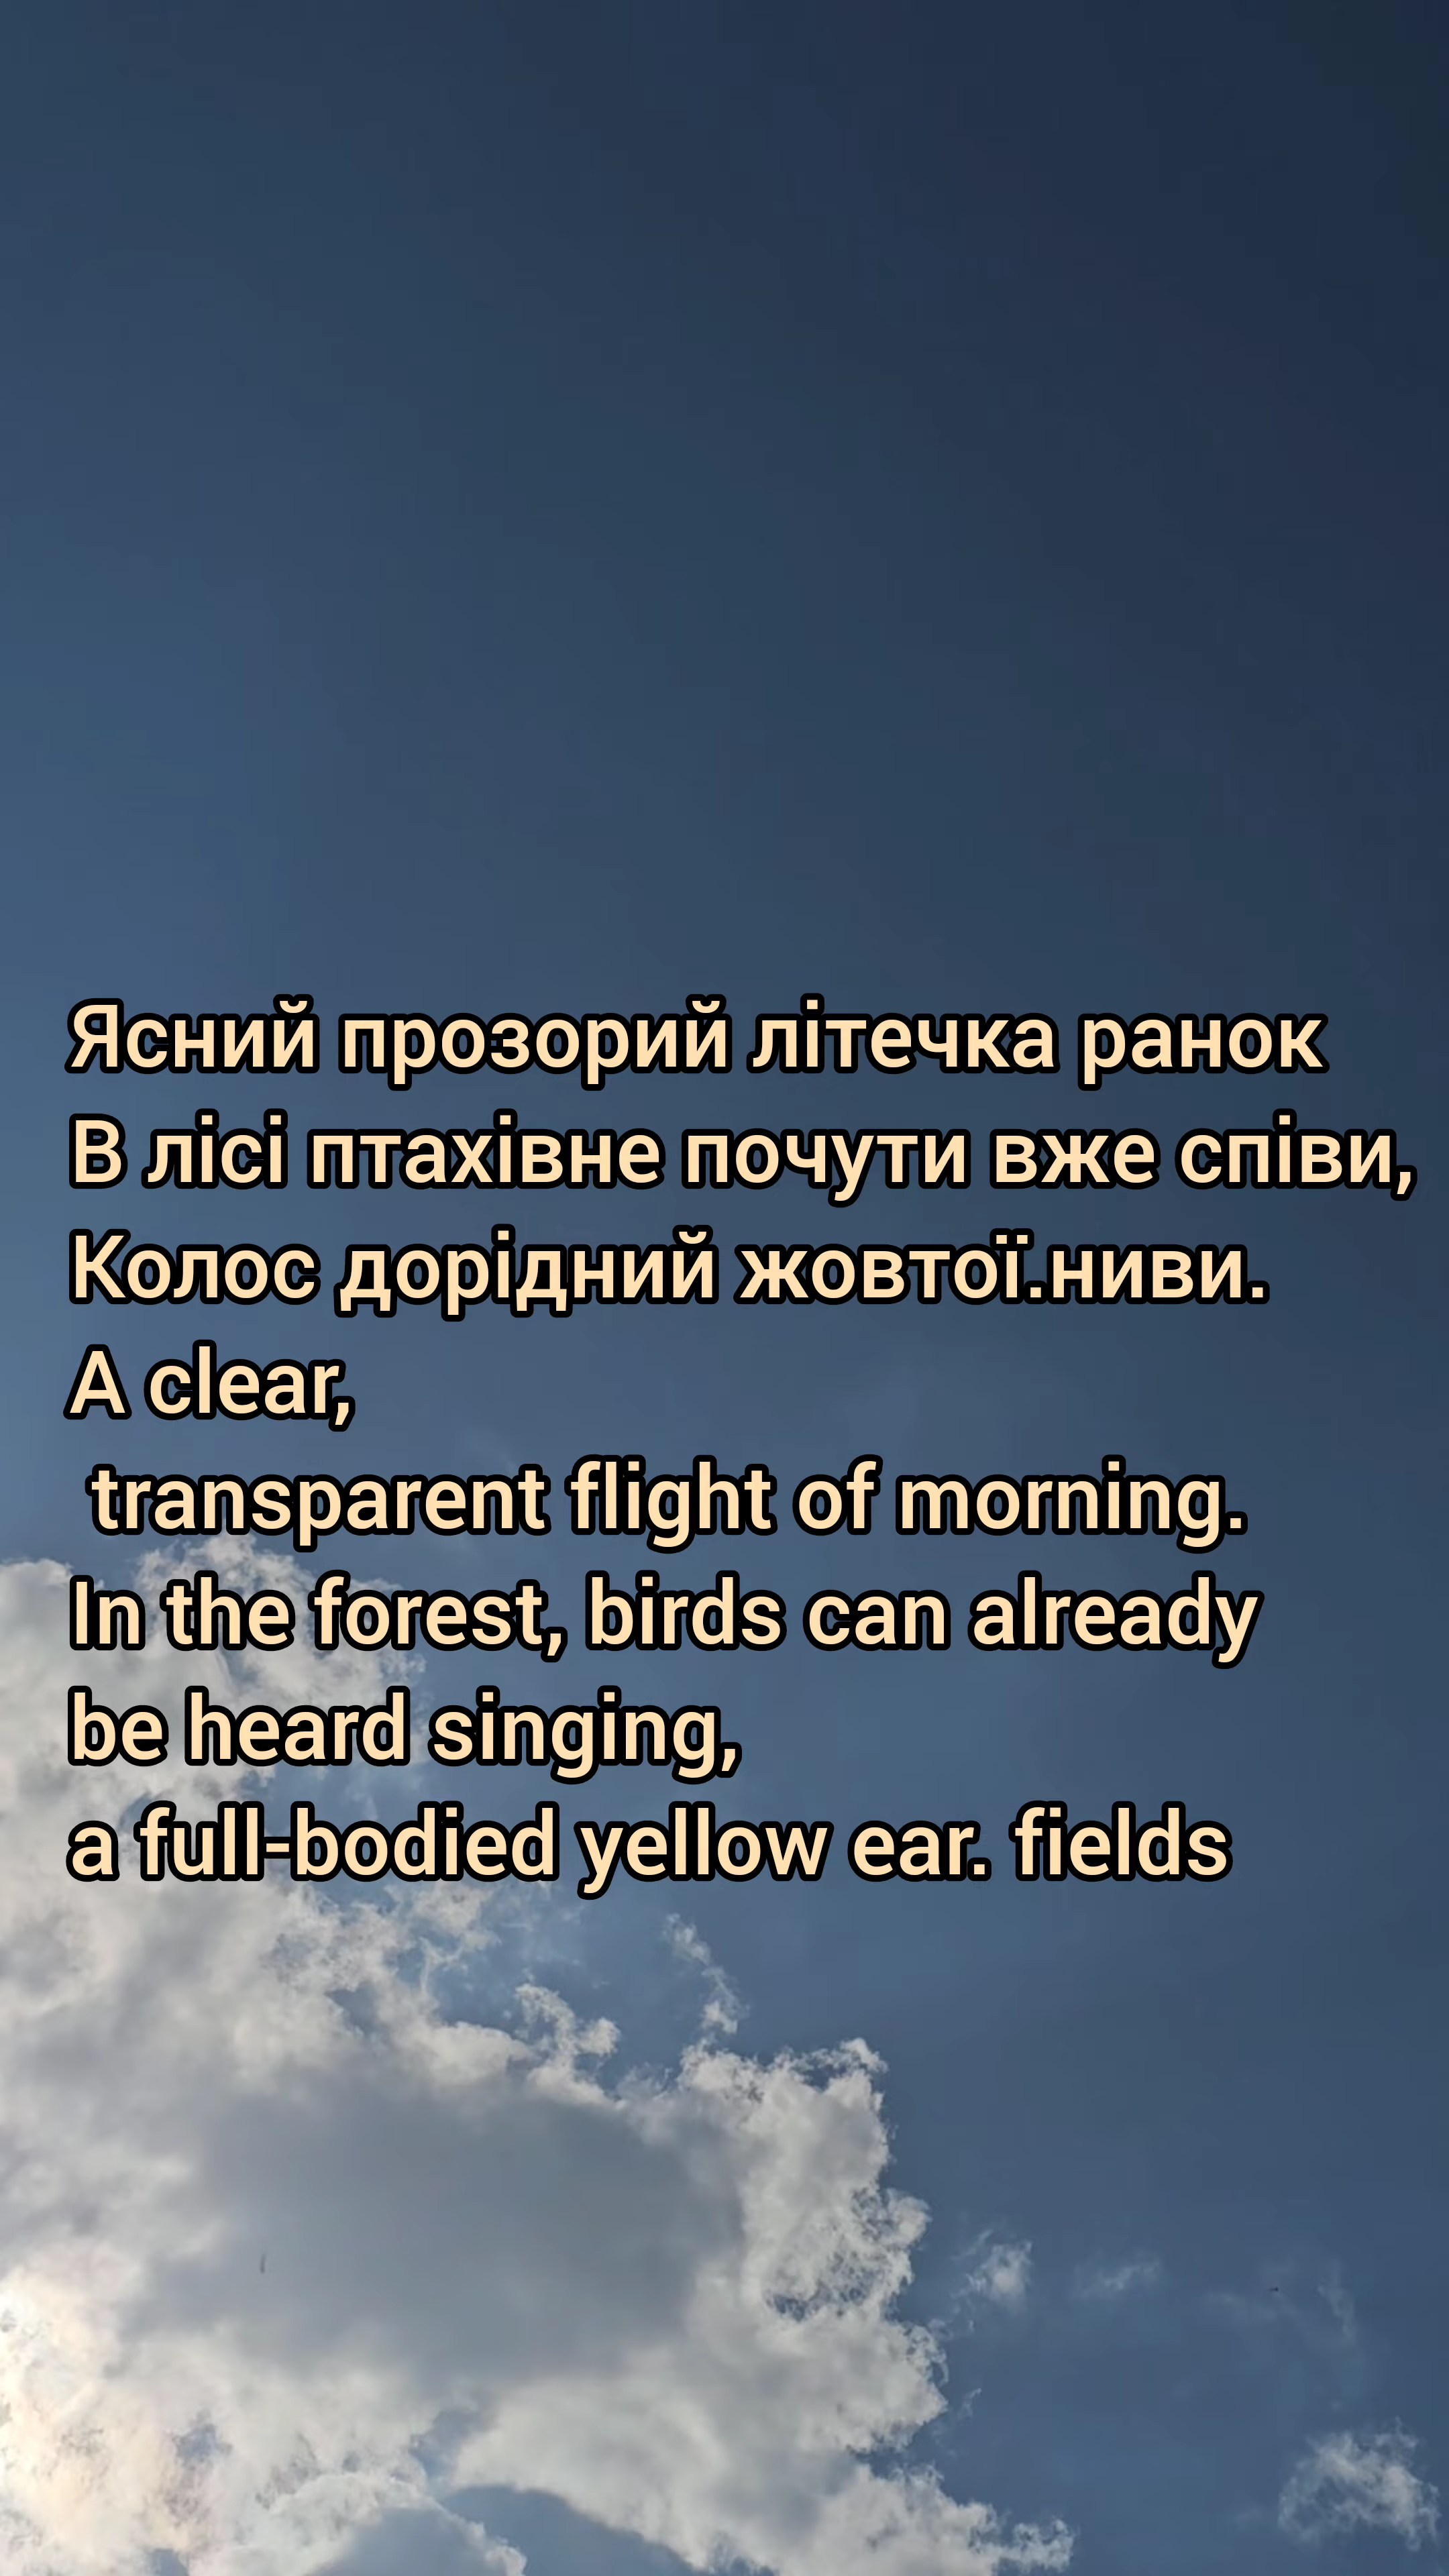 Ясний прозорий літечка ранок
В лісі птахівне почути вже співи,
Колос дорідний жовтої.ниви.
A clear,
transparent flight of morning.
In the forest, birds can already
be heard singing,
a full-bodied yellow ear. fields